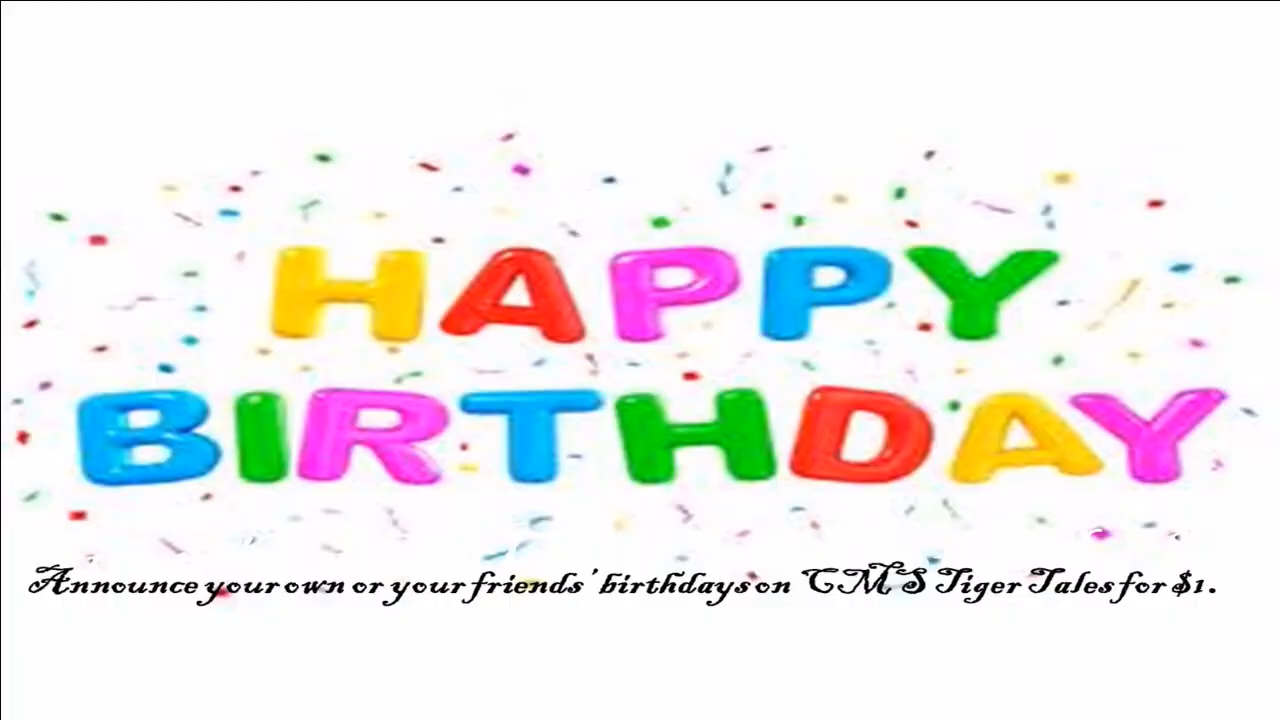 HAPPY
BIRTHDAY
Announce your own or your friends' birthdays on CMS Tiger Tales for $1.